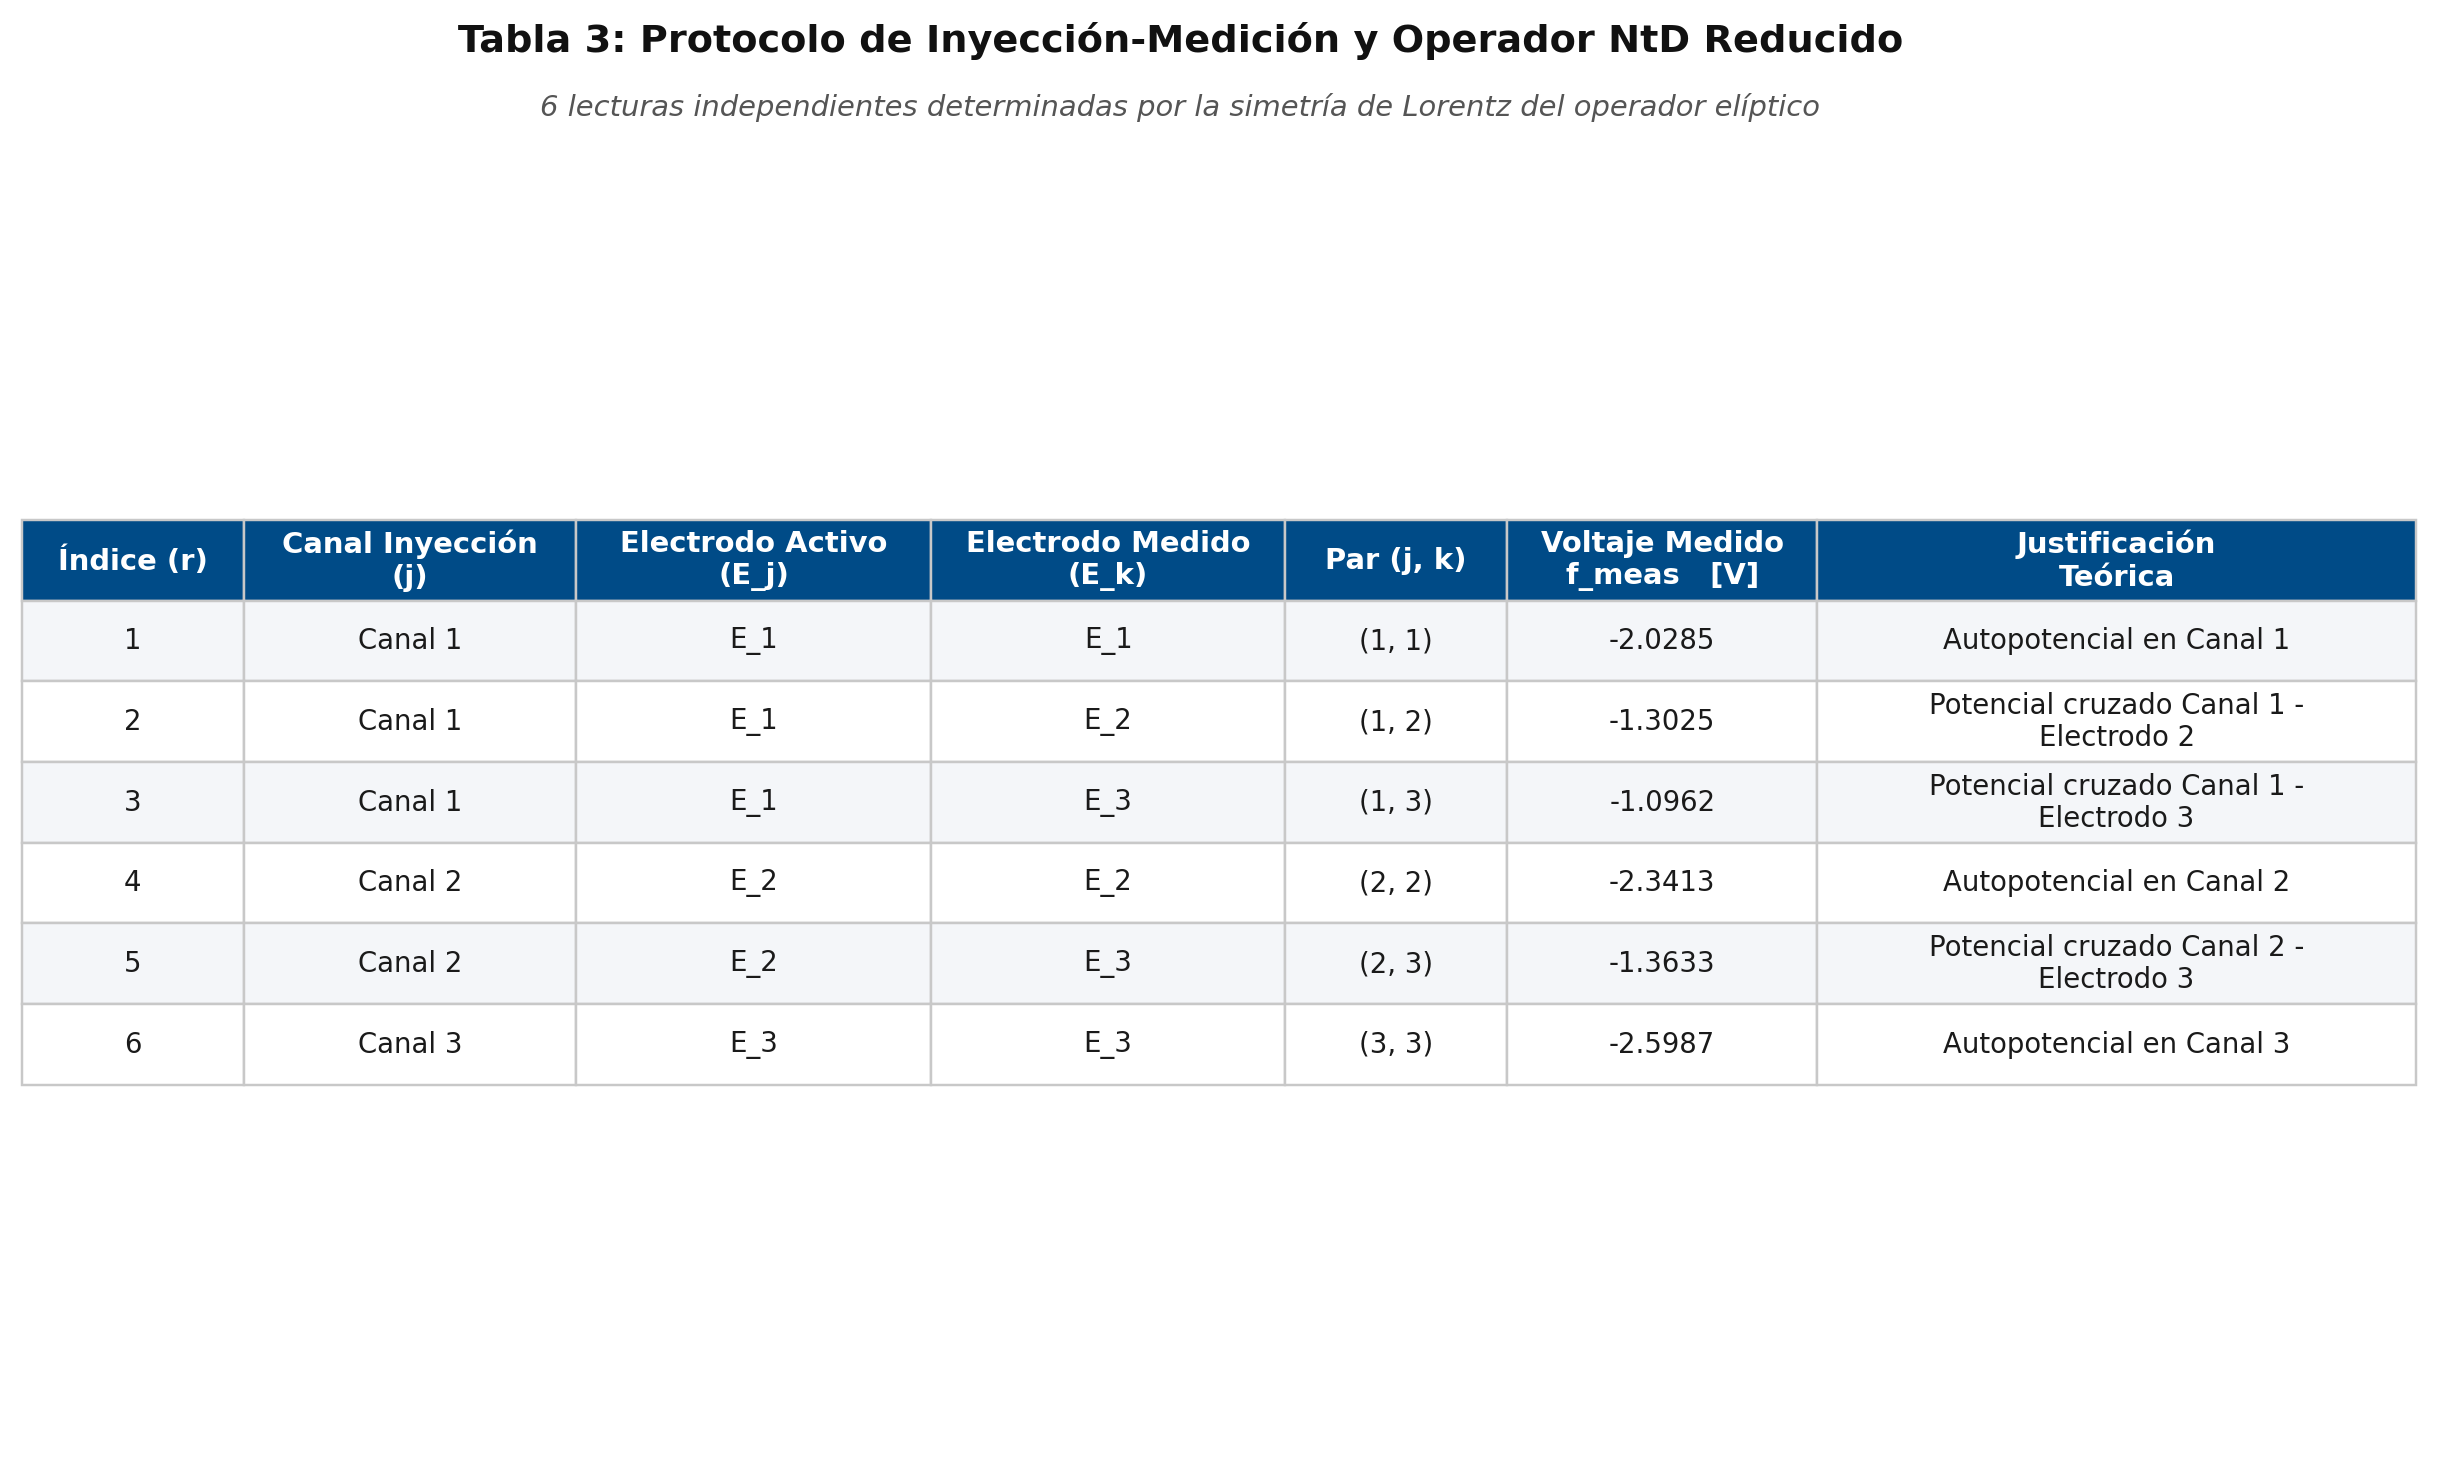 Tabla 3: Protocolo de Inyección-Medición y Operador NtD Reducido
6 lecturas independientes determinadas por la simetría de Lorentz del operador elíptico
Índice (r) Canal Inyección (j) Electrodo Activo (E_j) Electrodo Medido (E_k) Par (j, k) Voltaje Medido f_meas [V] Justificación Teórica
1 Canal 1 E_1 E_1 (1, 1) -2.0285 Autopotencial en Canal 1
2 Canal 1 E_1 E_2 (1, 2) -1.3025 Potencial cruzado Canal 1 - Electrodo 2
3 Canal 1 E_1 E_3 (1, 3) -1.0962 Potencial cruzado Canal 1 - Electrodo 3
4 Canal 2 E_2 E_2 (2, 2) -2.3413 Autopotencial en Canal 2
5 Canal 2 E_2 E_3 (2, 3) -1.3633 Potencial cruzado Canal 2 - Electrodo 3
6 Canal 3 E_3 E_3 (3, 3) -2.5987 Autopotencial en Canal 3